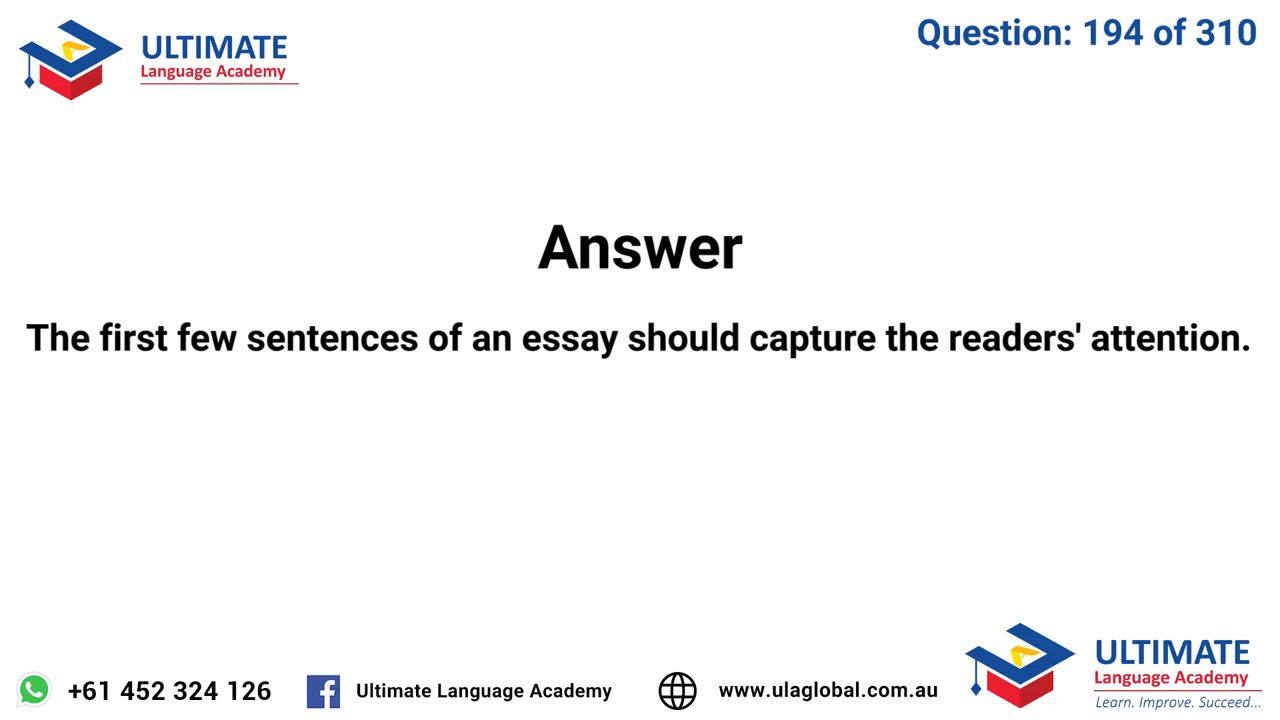 ULTIMATE
Language Academy
Question: 194 of 310
Answer
The first few sentences of an essay should capture the readers' attention.
+61 452 324 126
Ultimate Language Academy
www.ulaglobal.com.au
ULTIMATE
Language Academy
Learn. Improve. Succeed...